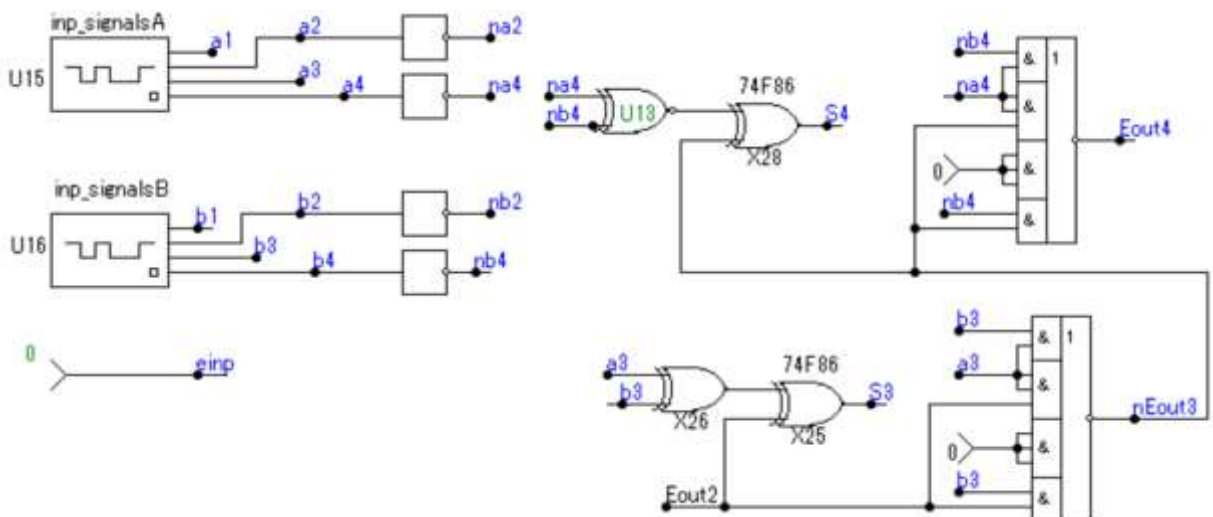 inp_signalsA
U15
a1
a2
na2
a3
a4
na4
inp_signalsB
U16
b1
b2
nb2
b3
b4
nb4
0
einp
na4
nb4
U13
74F86
X28
S4
nb4
na4
0
nb4
&
&
&
&
1
Eout4
a3
b3
X26
74F86
X25
S3
Eout2
b3
a3
0
b3
&
&
&
&
1
nEout3